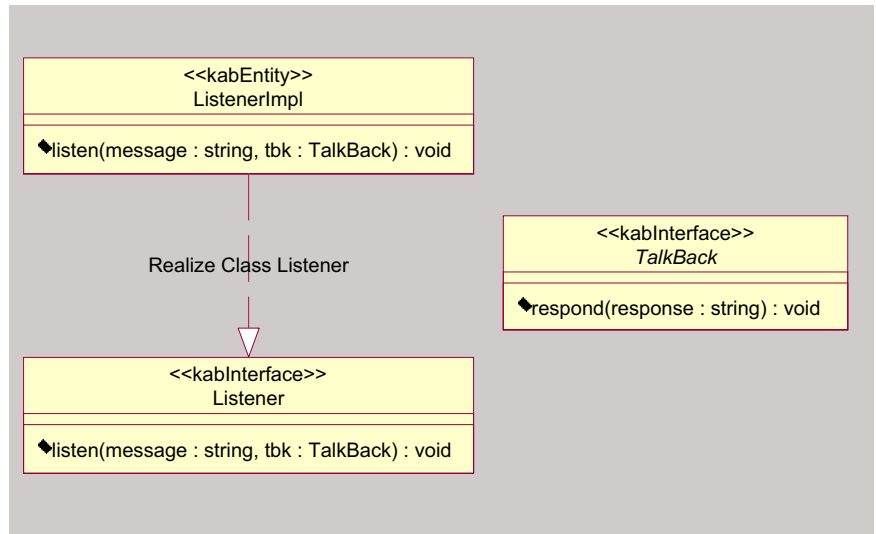 <<kabEntity>>
ListenerImpl
listen(message : string, tbk : TalkBack) : void
Realize Class Listener
<<kabInterface>>
TalkBack
respond(response : string) : void
<<kabInterface>>
Listener
listen(message : string, tbk : TalkBack) : void